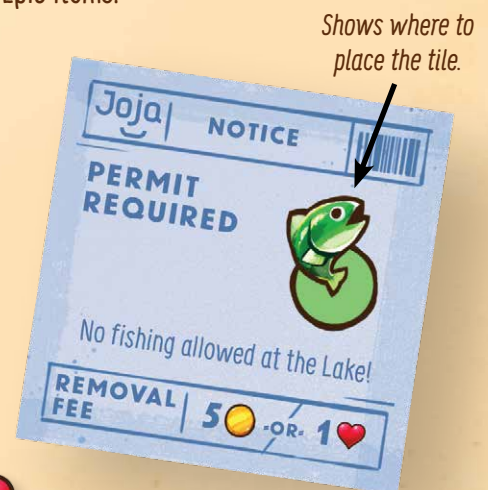 Epic Items.
Shows where to
place the tile.
Joja
NOTICE
PERMIT
REQUIRED
No fishing allowed at the Lake!
REMOVAL
FEE
5 -OR- 1